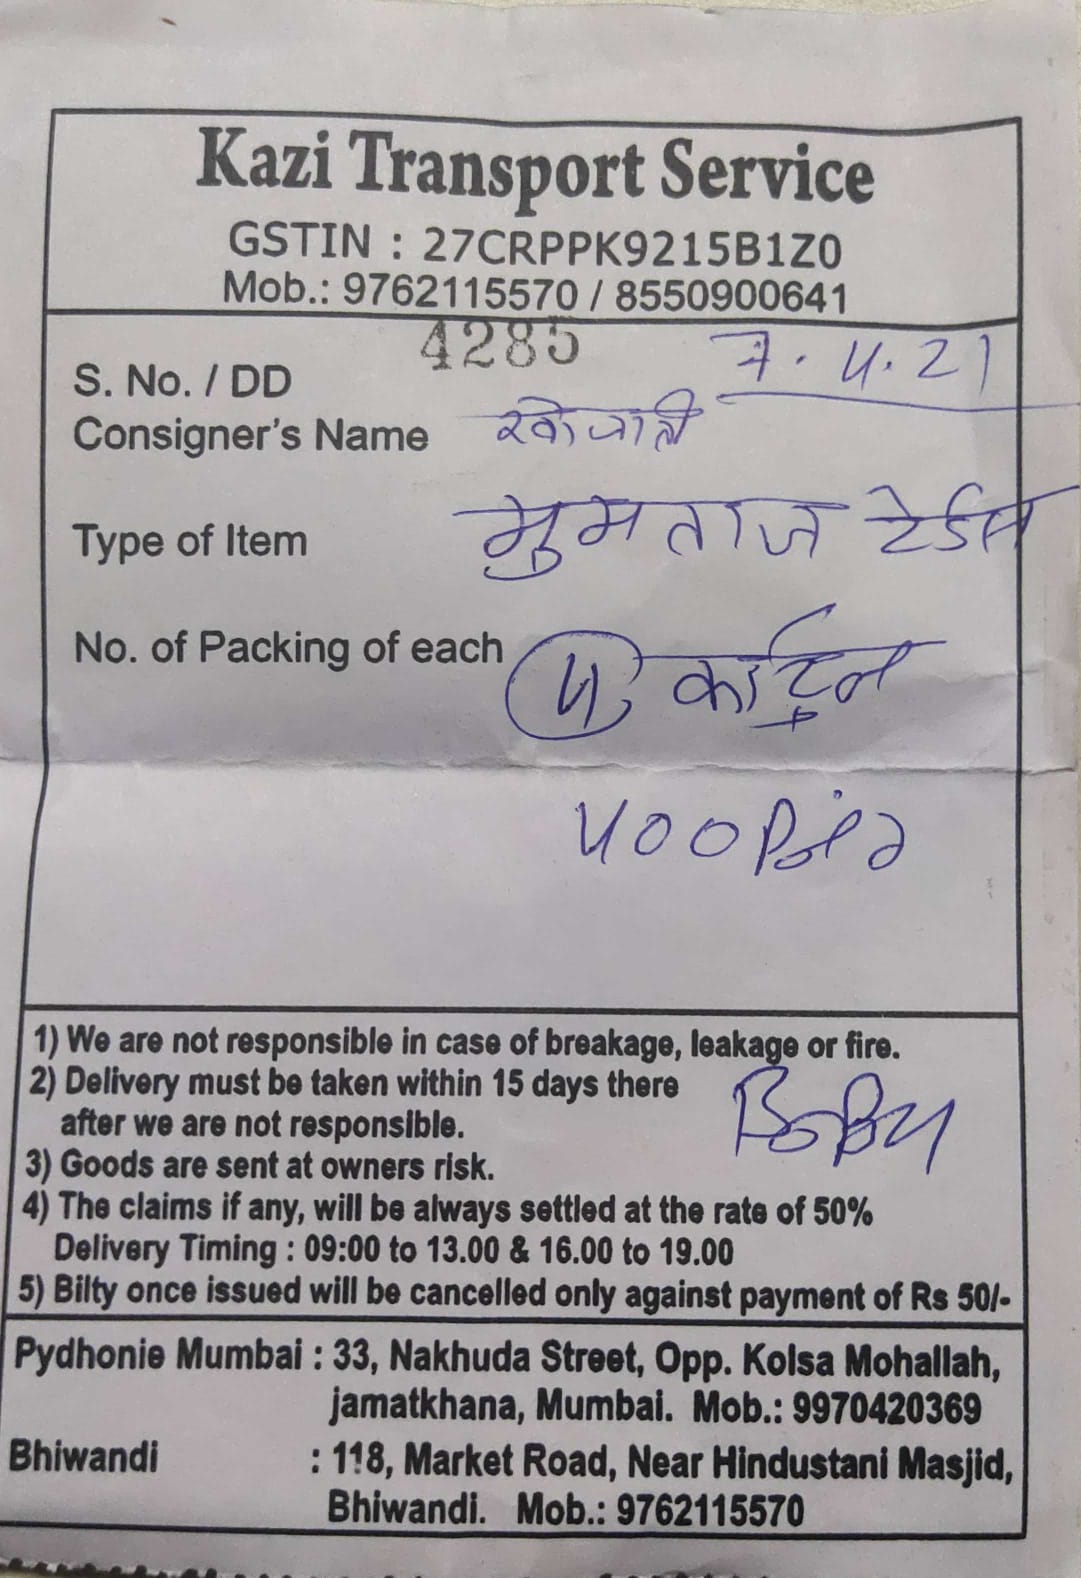 Kazi Transport Service
GSTIN : 27CRPPK9215B1Z0
Mob.: 9762115570 / 8550900641
4285
7.4.21
S. No. / DD
Consigner's Name
Type of Item मुमताज टेडर्स
No. of Packing of each 4 कार्टून
400
1) We are not responsible in case of breakage, leakage or fire.
2) Delivery must be taken within 15 days there
after we are not responsible.
BoBy
3) Goods are sent at owners risk.
4) The claims if any, will be always settled at the rate of 50%
Delivery Timing : 09:00 to 13.00 & 16.00 to 19.00
5) Bilty once issued will be cancelled only against payment of Rs 50/-
Pydhonie Mumbai : 33, Nakhuda Street, Opp. Kolsa Mohallah,
jamatkhana, Mumbai. Mob.: 9970420369
Bhiwandi : 118, Market Road, Near Hindustani Masjid,
Bhiwandi. Mob.: 9762115570